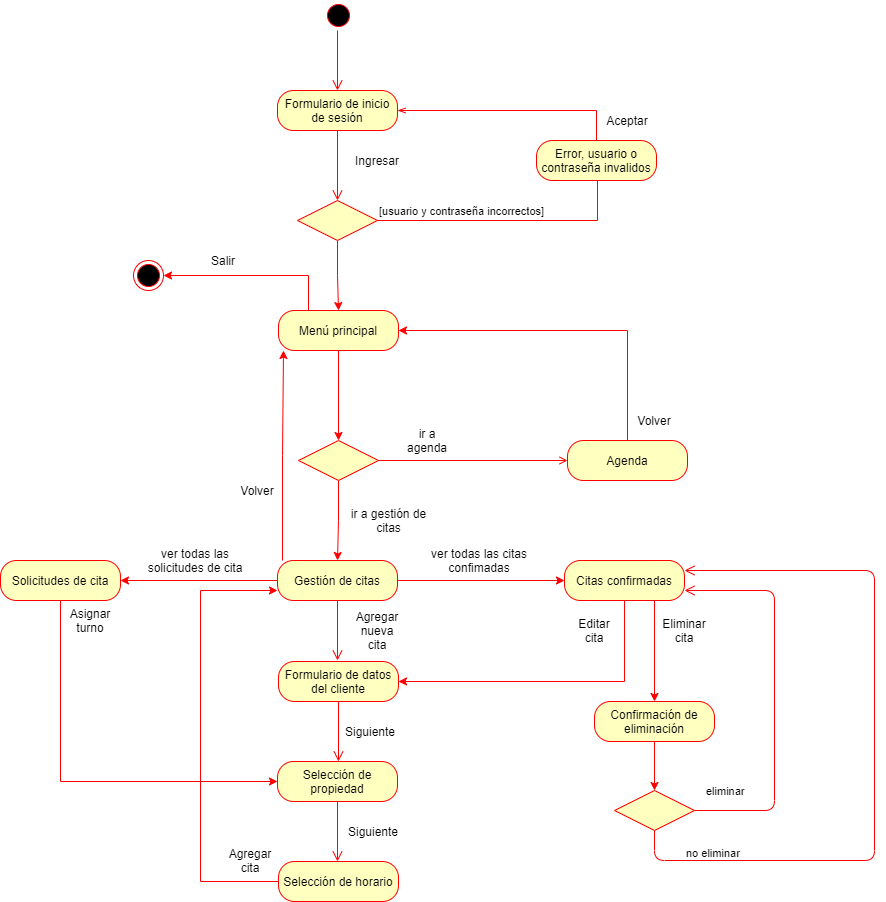 Formulario de inicio
de sesión
Aceptar
Ingresar
Error, usuario o
contraseña invalidos
[usuario y contraseña incorrectos]
Salir
Menú principal
Volver
ir a
agenda
Agenda
Volver
ir a gestión de
citas
ver todas las
solicitudes de cita
ver todas las citas
confimadas
Solicitudes de cita
Gestión de citas
Citas confirmadas
Asignar
turno
Agregar
nueva
cita
Editar
cita
Eliminar
cita
Formulario de datos
del cliente
Siguiente
Confirmación de
eliminación
Selección de
propiedad
eliminar
Siguiente
no eliminar
Agregar
cita
Selección de horario